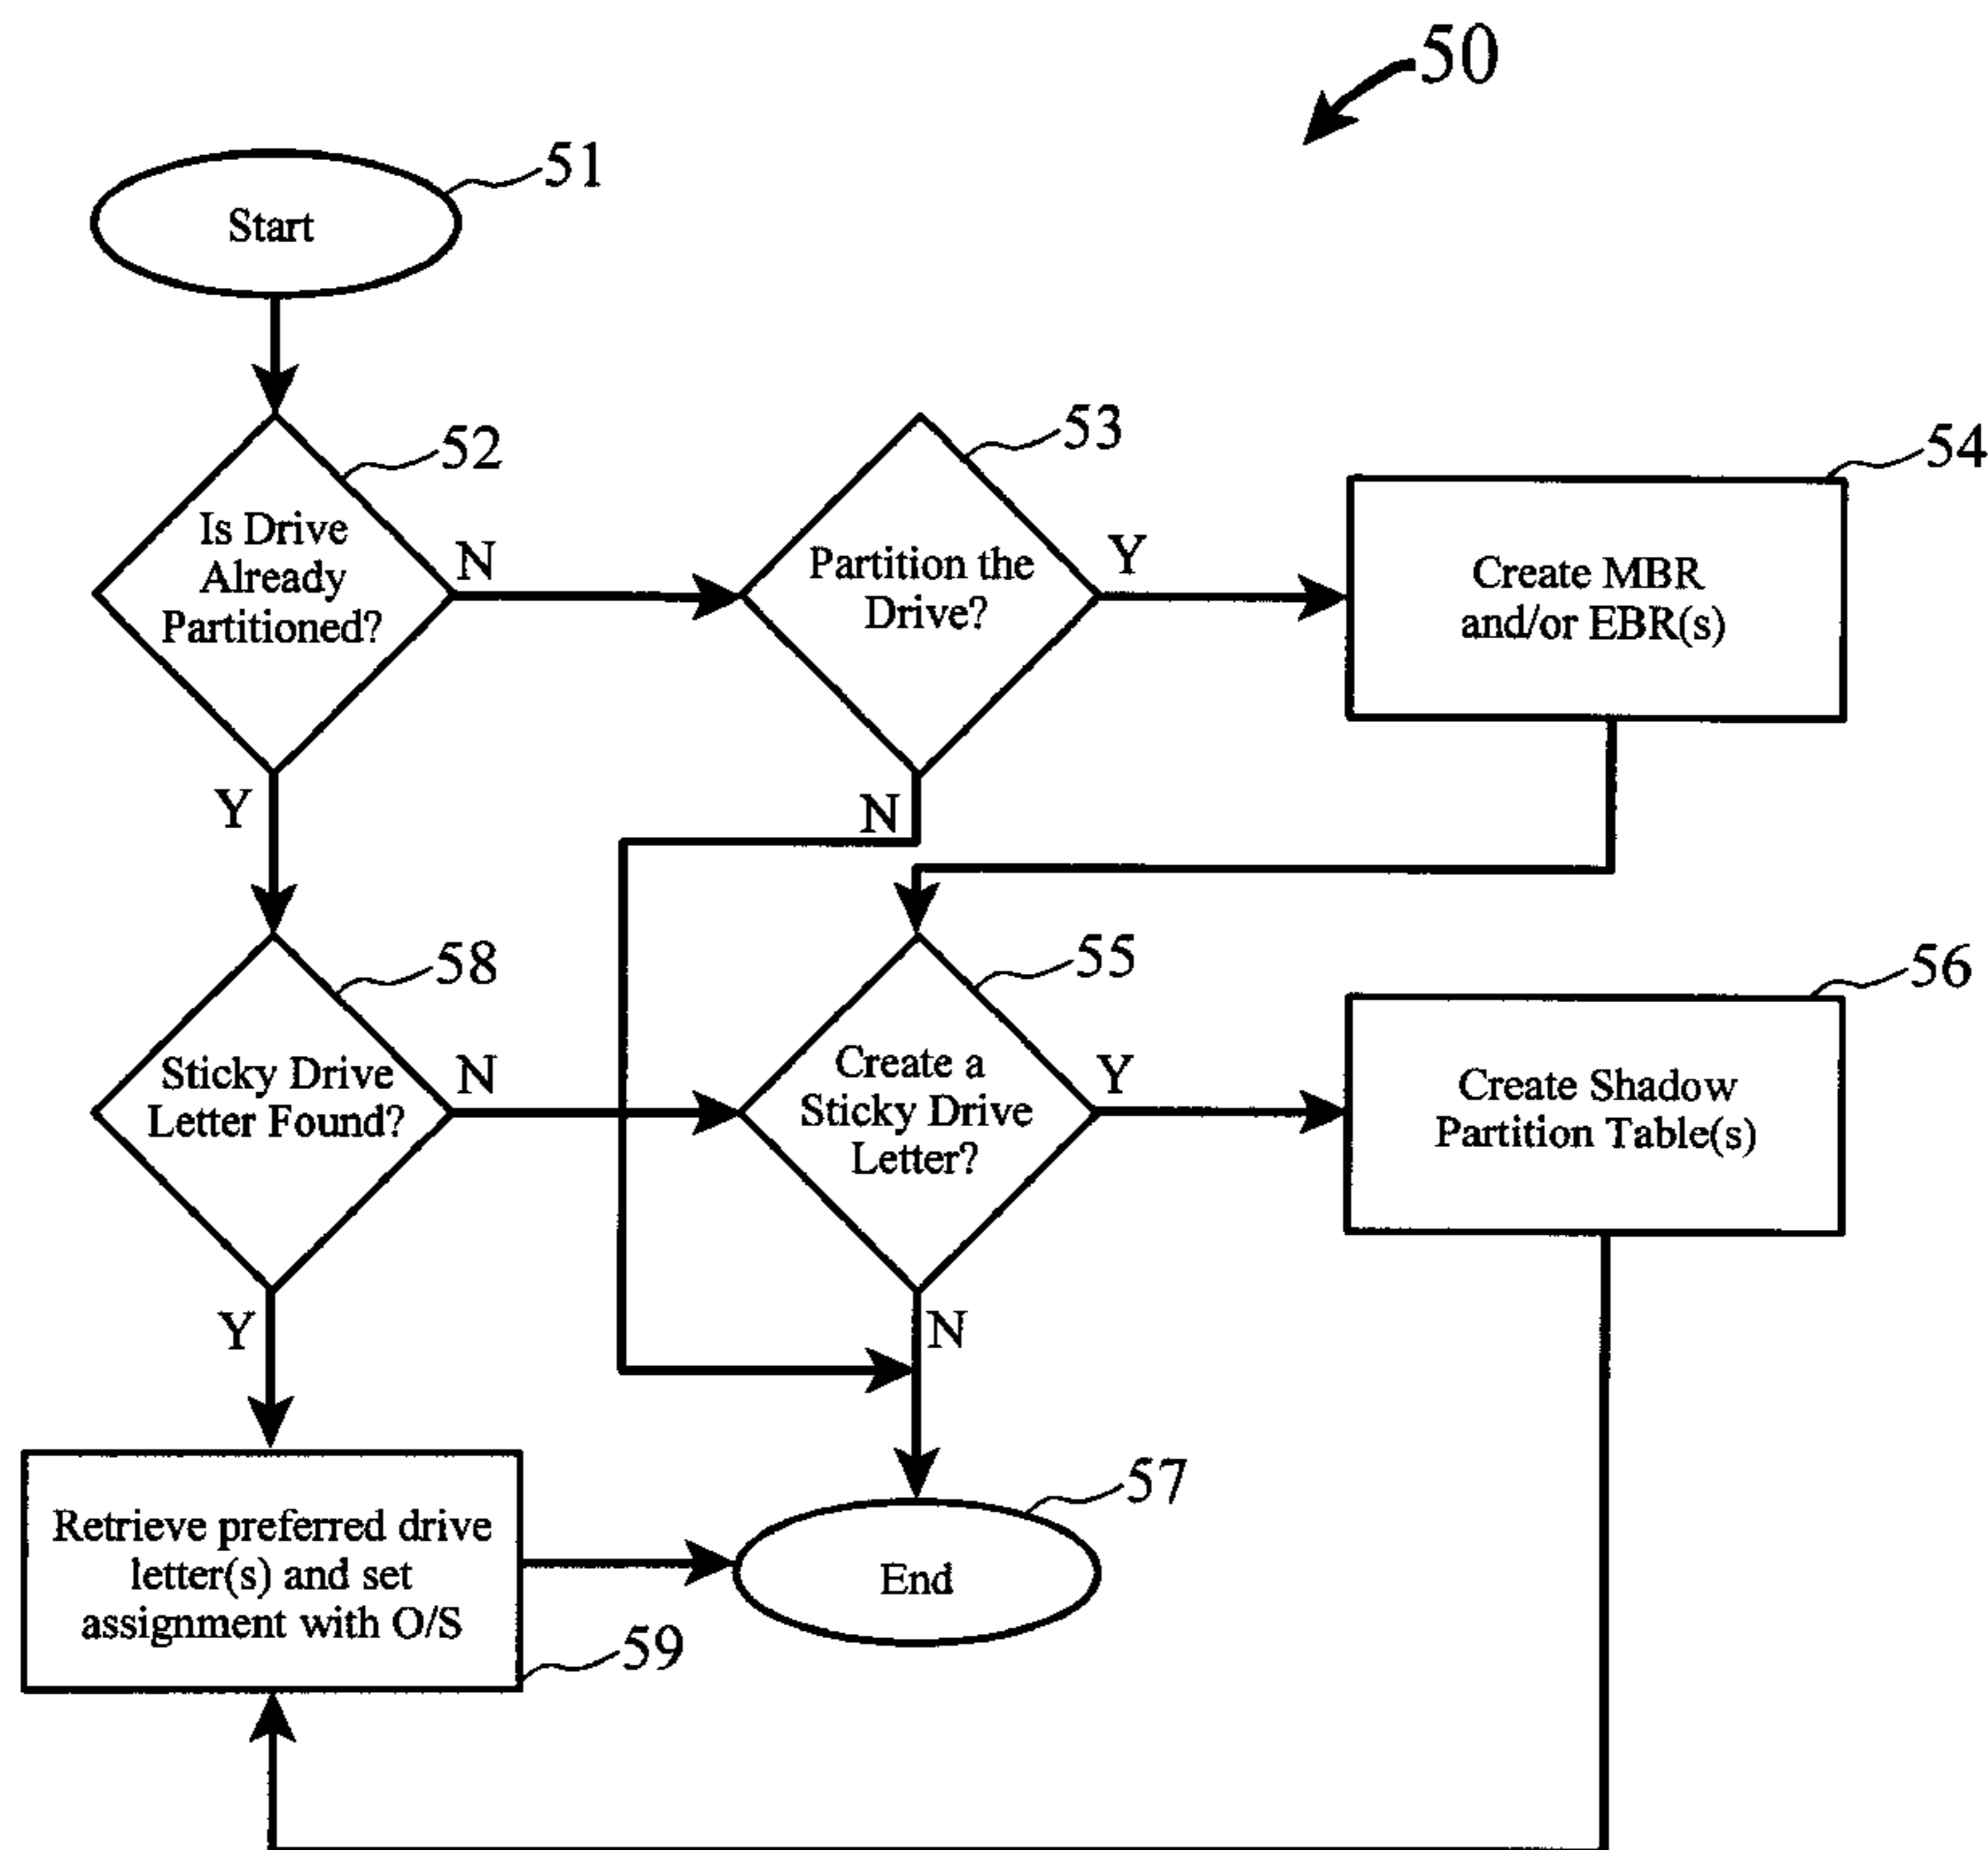 50
51
Start
52
Is Drive
Already
Partitioned?
N
Y
53
Partition the
Drive?
Y
N
54
Create MBR
and/or EBR(s)
58
Sticky Drive
Letter Found?
N
Y
55
Create a
Sticky Drive
Letter?
Y
N
56
Create Shadow
Partition Table(s)
Retrieve preferred drive
letter(s) and set
assignment with O/S
59
57
End